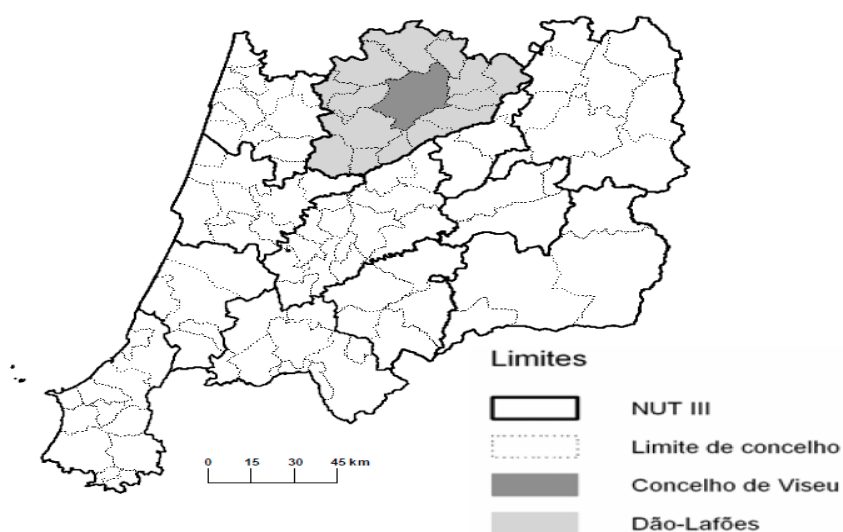 Limites
NUT III
Limite de concelho
Concelho de Viseu
Dão-Lafões
0 15 30 45 km